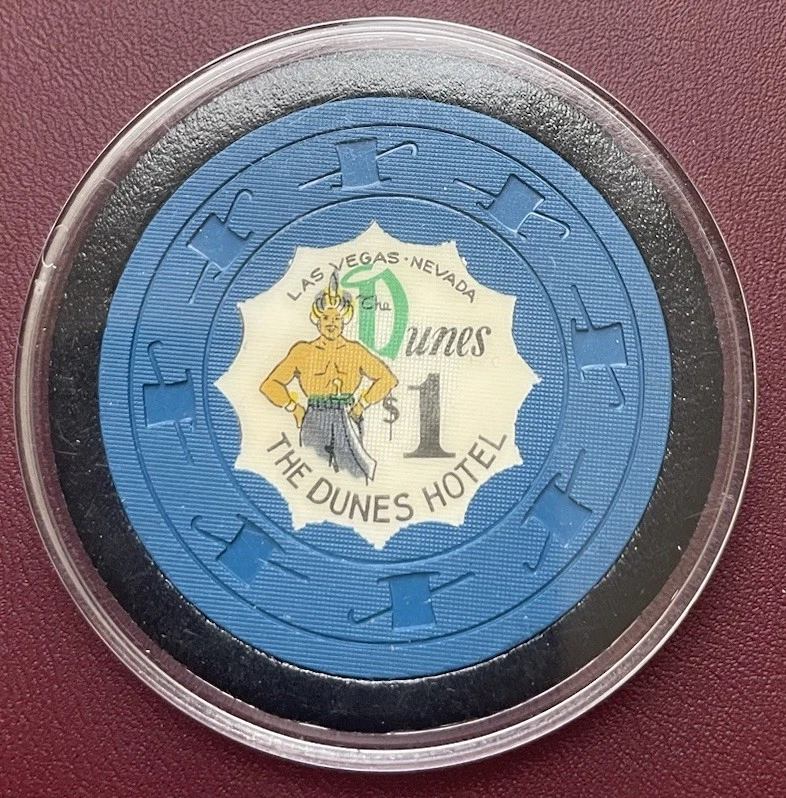 LAS VEGAS·NEVADA
The
Dunes
$1
THE DUNES HOTEL